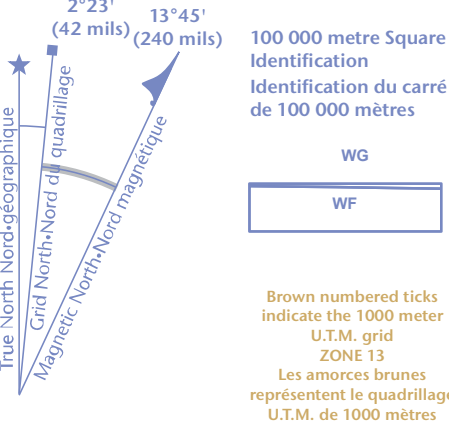 2°23'
(42 mils)
13°45'
(240 mils)
True North Nord•géographique
Grid North•Nord du quadrillage
Magnetic North•Nord magnétique
100 000 metre Square
Identification
Identification du carré
de 100 000 mètres
WG
WF
Brown numbered ticks
indicate the 1000 meter
U.T.M. grid
ZONE 13
Les amorces brunes
représentent le quadrillage
U.T.M. de 1000 mètres